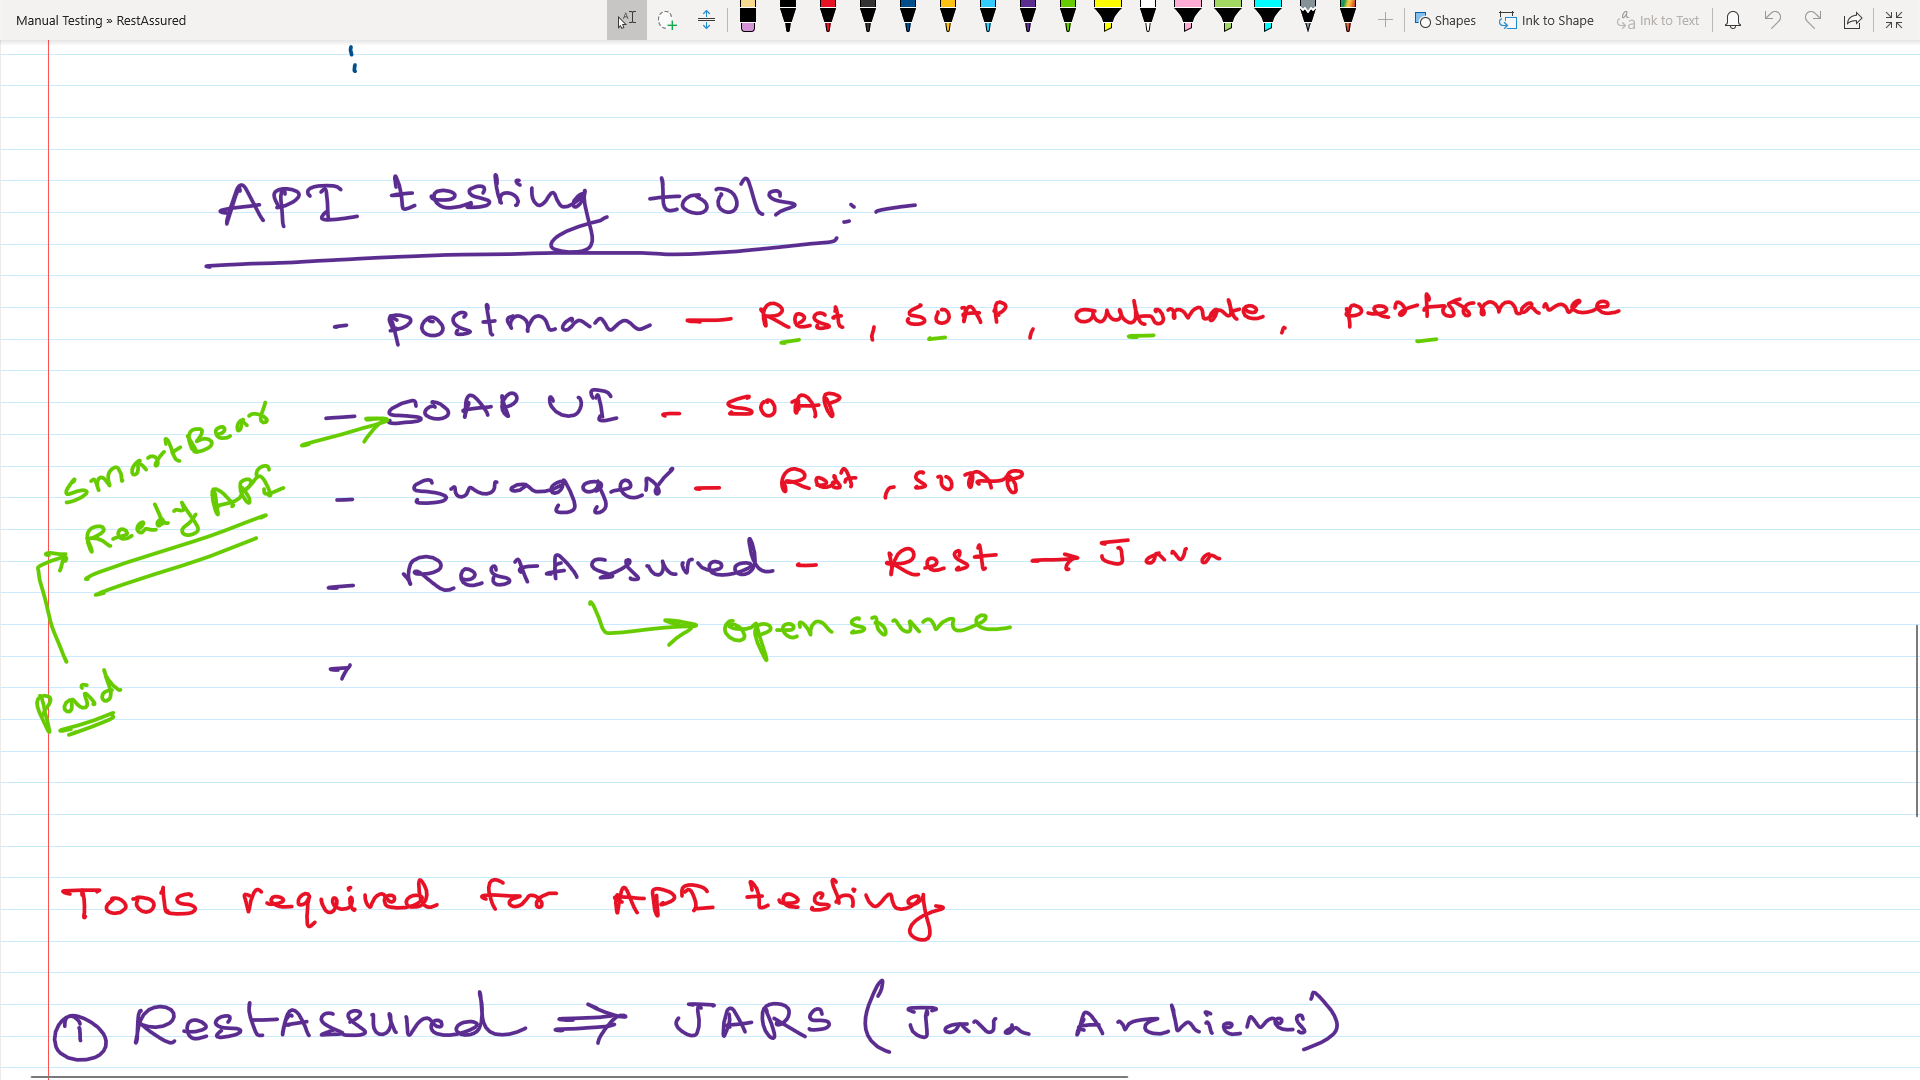 Manual Testing » RestAssured
Shapes Ink to Shape Ink to Text
API testing tools :-
- postman — Rest, SOAP, automate, performance
- SOAP UI - SOAP
SmartBear
Ready API
- Swagger - Rest, SOAP
- RestAssured - Rest → Java
→ open source
Paid
Tools required for API testing
① RestAssured ⇒ JARS (Java Archieves)